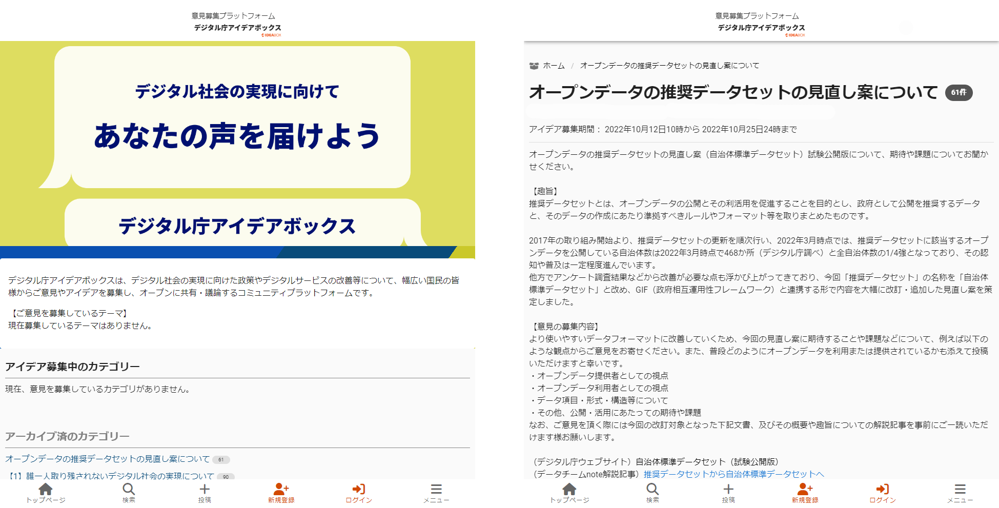 意見募集プラットフォーム
デジタル庁アイデアボックス
IDEABOX
デジタル社会の実現に向けて
あなたの声を届けよう
デジタル庁アイデアボックス
デジタル庁アイデアボックスは、デジタル社会の実現に向けた政策やデジタルサービスの改善等について、幅広い国民の皆
様からご意見やアイデアを募集し、オープンに共有・議論するコミュニティプラットフォームです。
【ご意見を募集しているテーマ】
現在募集しているテーマはありません。
アイデア募集中のカテゴリー
現在、意見を募集しているカテゴリがありません。
アーカイブ済のカテゴリー
オープンデータの推奨データセットの見直し案について 61
【1】誰一人取り残されないデジタル社会の実現について 90
トップページ 検索 投稿 新規登録 ログイン メニュー
意見募集プラットフォーム
デジタル庁アイデアボックス
IDEABOX
ホーム / オープンデータの推奨データセットの見直し案について
オープンデータの推奨データセットの見直し案について 61件
アイデア募集期間： 2022年10月12日10時から 2022年10月25日24時まで
オープンデータの推奨データセットの見直し案（自治体標準データセット）試験公開版について、期待や課題についてお聞か
せください。
【趣旨】
推奨データセットとは、オープンデータの公開とその利活用を促進することを目的とし、政府として公開を推奨するデータ
と、そのデータの作成にあたり準拠すべきルールやフォーマット等を取りまとめたものです。
2017年の取り組み開始より、推奨データセットの更新を順次行い、2022年3月時点では、推奨データセットに該当するオープ
ンデータを公開している自治体数は2022年3月時点で468か所（デジタル庁調べ）と全自治体数の1/4強となっており、その認
知や普及は一定程度進んでいます。
他方でアンケート調査結果などから改善が必要な点も浮かび上がってきており、今回「推奨データセット」の名称を「自治体
標準データセット」と改め、GIF（政府相互運用性フレームワーク）と連携する形で内容を大幅に改訂・追加した見直し案を策
定しました。
【意見の募集内容】
より使いやすいデータフォーマットに改善していくため、今回の見直し案に期待することや課題などについて、例えば以下の
ような観点からご意見をお寄せください。また、普段どのようにオープンデータを利用または提供されているかも添えて投稿
いただけますと幸いです。
・オープンデータ提供者としての視点
・オープンデータ利用者としての視点
・データ項目・形式・構造等について
・その他、公開・活用にあたっての期待や課題
なお、ご意見を頂く際には今回の改訂対象となった下記文書、及びその概要や趣旨についての解説記事を事前にご一読いただ
けます様お願いします。
（デジタル庁ウェブサイト）自治体標準データセット（試験公開版）
（データチームnote解説記事）推奨データセットから自治体標準データセットへ
トップページ 検索 投稿 新規登録 ログイン メニュー